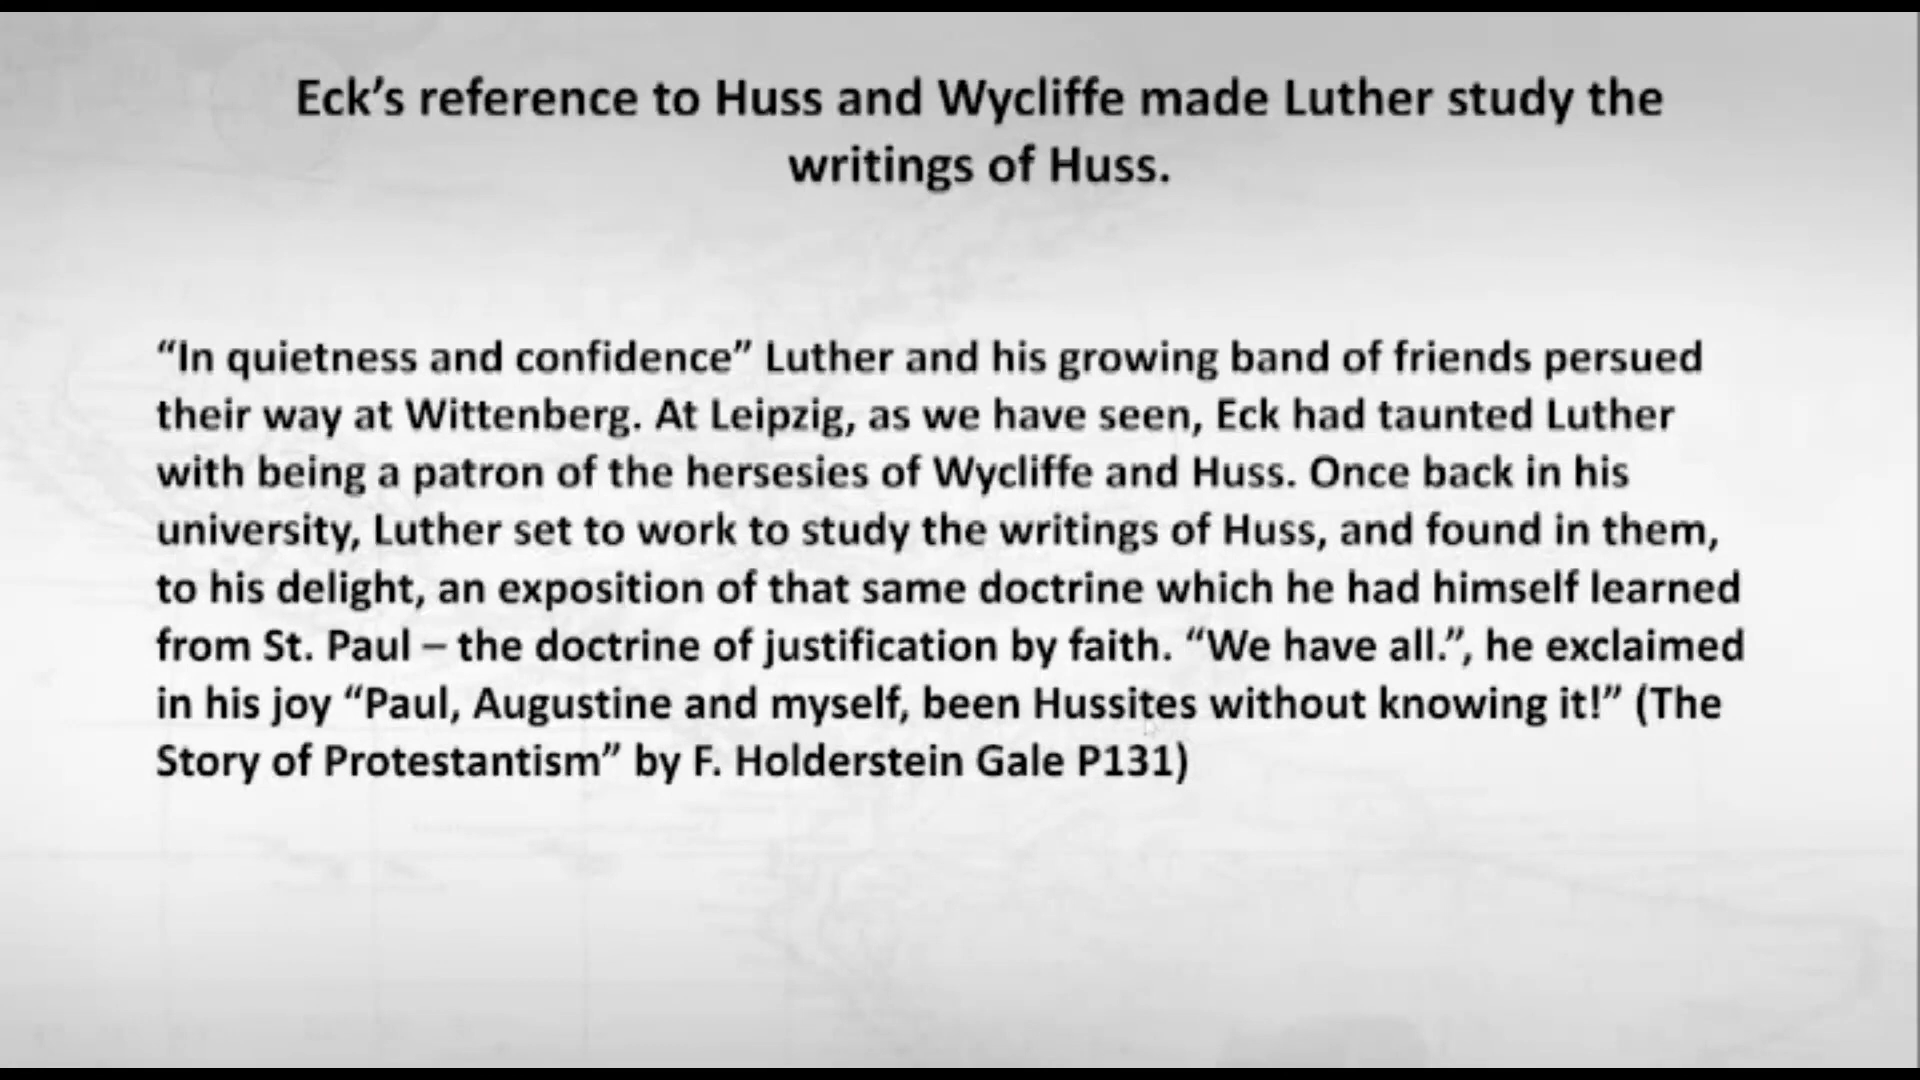 Eck’s reference to Huss and Wycliffe made Luther study the
writings of Huss.
“In quietness and confidence” Luther and his growing band of friends persued
their way at Wittenberg. At Leipzig, as we have seen, Eck had taunted Luther
with being a patron of the hersesies of Wycliffe and Huss. Once back in his
university, Luther set to work to study the writings of Huss, and found in them,
to his delight, an exposition of that same doctrine which he had himself learned
from St. Paul – the doctrine of justification by faith. “We have all.”, he exclaimed
in his joy “Paul, Augustine and myself, been Hussites without knowing it!” (The
Story of Protestantism” by F. Holderstein Gale P131)